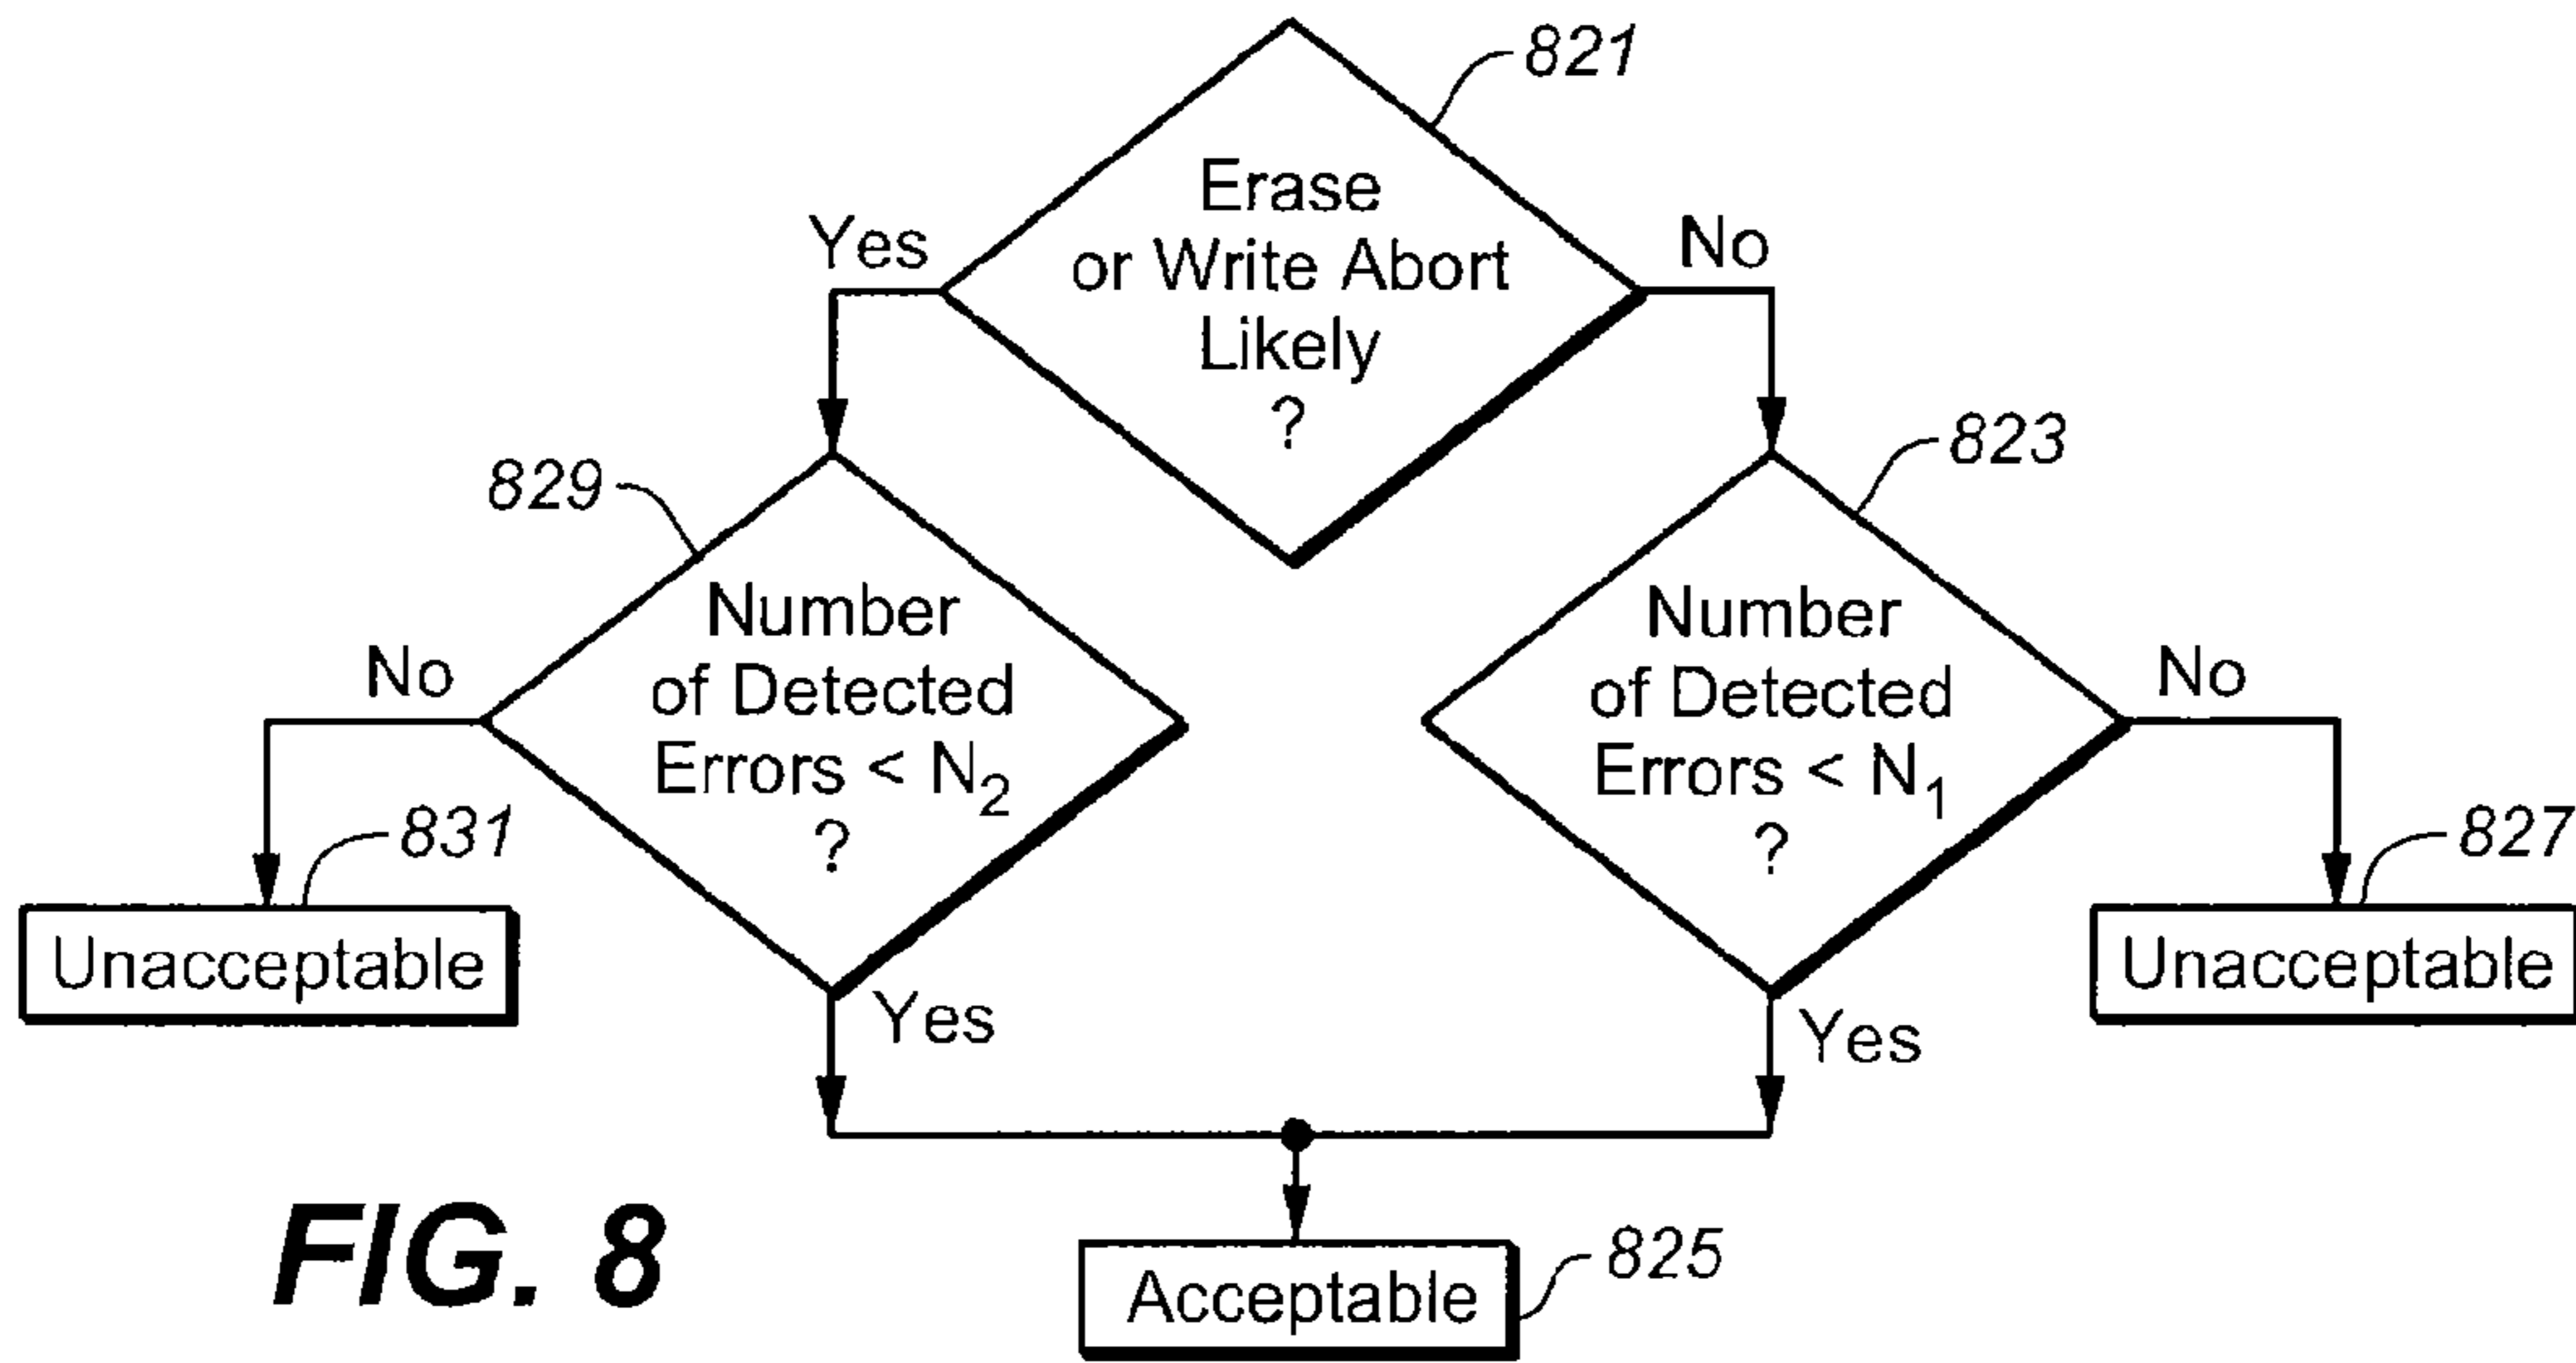 821
Erase
or Write Abort
Likely
?
Yes
No
829
823
Number
of Detected
Errors < N₂
?
Number
of Detected
Errors < N₁
?
No
No
831
827
Unacceptable
Unacceptable
Yes
Yes
Acceptable
825
FIG. 8